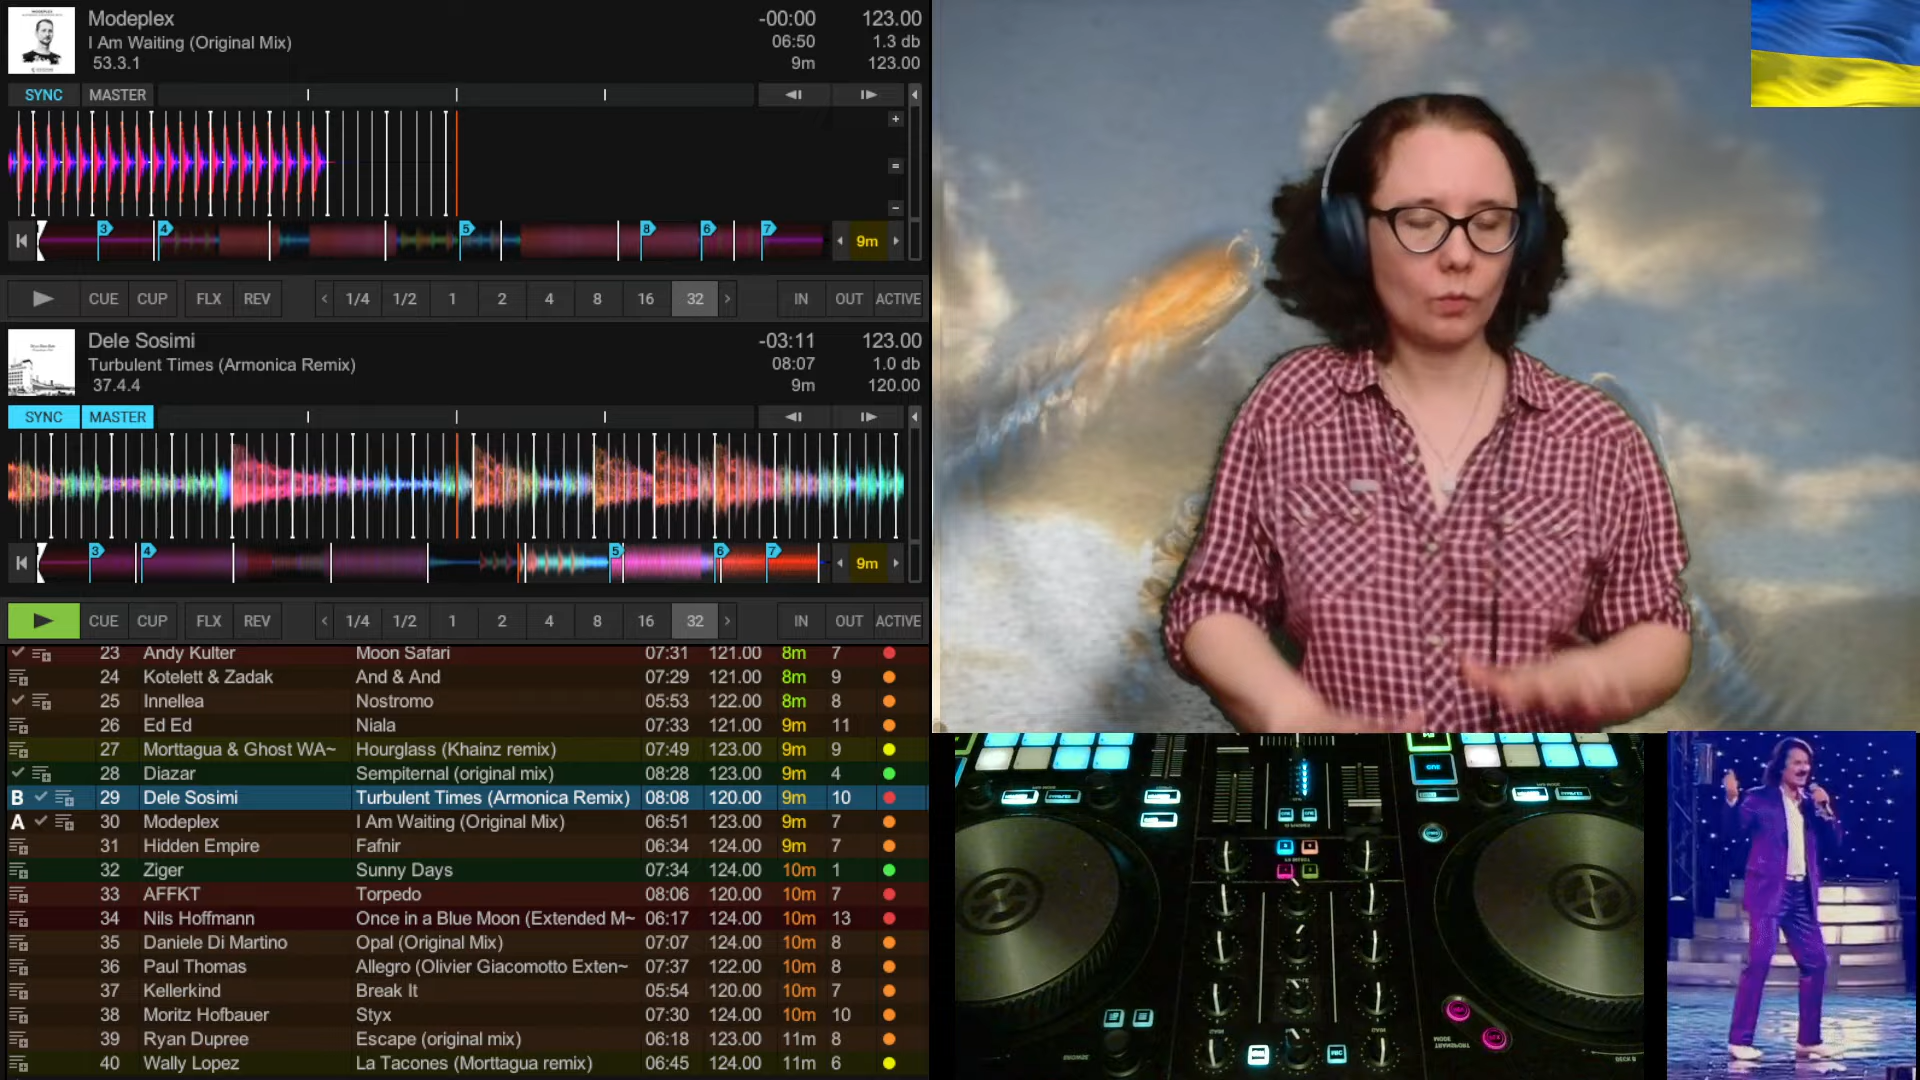 Modeplex -00:00 123.00
I Am Waiting (Original Mix) 06:50 1.3 db
53.3.1 9m 123.00
SYNC MASTER
3 4 5 8 6 7 9m
CUE CUP FLX REV 1/4 1/2 1 2 4 8 16 32 IN OUT ACTIVE
Dele Sosimi -03:11 123.00
Turbulent Times (Armonica Remix) 08:07 1.0 db
37.4.4 9m 120.00
SYNC MASTER
3 4 5 6 7 9m
CUE CUP FLX REV 1/4 1/2 1 2 4 8 16 32 IN OUT ACTIVE
23 Andy Kulter Moon Safari 07:31 121.00 8m 7
24 Kotelett & Zadak And & And 07:29 121.00 8m 9
25 Innellea Nostromo 05:53 122.00 8m 8
26 Ed Ed Niala 07:33 121.00 9m 11
27 Morttagua & Ghost WA~ Hourglass (Khainz remix) 07:49 123.00 9m 9
28 Diazar Sempiternal (original mix) 08:28 123.00 9m 4
B 29 Dele Sosimi Turbulent Times (Armonica Remix) 08:08 120.00 9m 10
A 30 Modeplex I Am Waiting (Original Mix) 06:51 123.00 9m 7
31 Hidden Empire Fafnir 06:34 124.00 9m 7
32 Ziger Sunny Days 07:34 124.00 10m 1
33 AFFKT Torpedo 08:06 120.00 10m 7
34 Nils Hoffmann Once in a Blue Moon (Extended M~ 06:17 124.00 10m 13
35 Daniele Di Martino Opal (Original Mix) 07:07 124.00 10m 8
36 Paul Thomas Allegro (Olivier Giacomotto Exten~ 07:37 122.00 10m 8
37 Kellerkind Break It 05:54 120.00 10m 7
38 Moritz Hofbauer Styx 07:30 124.00 10m 10
39 Ryan Dupree Escape (original mix) 06:18 123.00 11m 8
40 Wally Lopez La Tacones (Morttagua remix) 06:45 124.00 11m 6